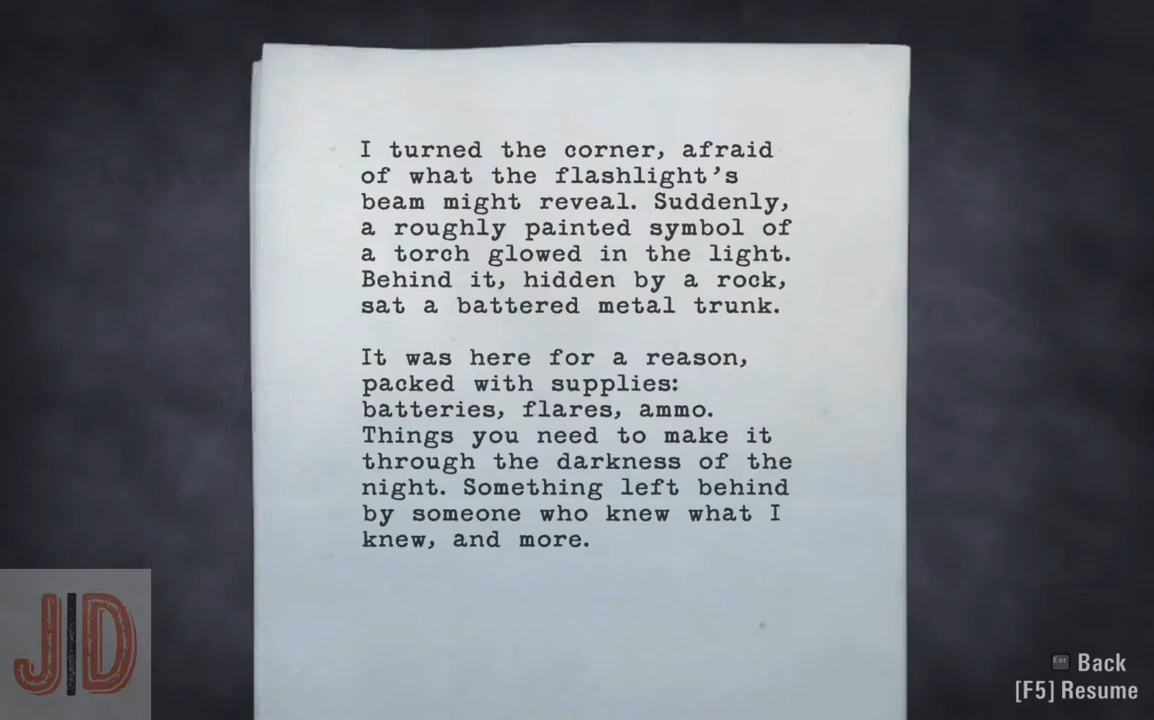 I turned the corner, afraid
of what the flashlight's
beam might reveal. Suddenly,
a roughly painted symbol of
a torch glowed in the light.
Behind it, hidden by a rock,
sat a battered metal trunk.
It was here for a reason,
packed with supplies:
batteries, flares, ammo.
Things you need to make it
through the darkness of the
night. Something left behind
by someone who knew what I
knew, and more.
JD
Esc Back
[F5] Resume